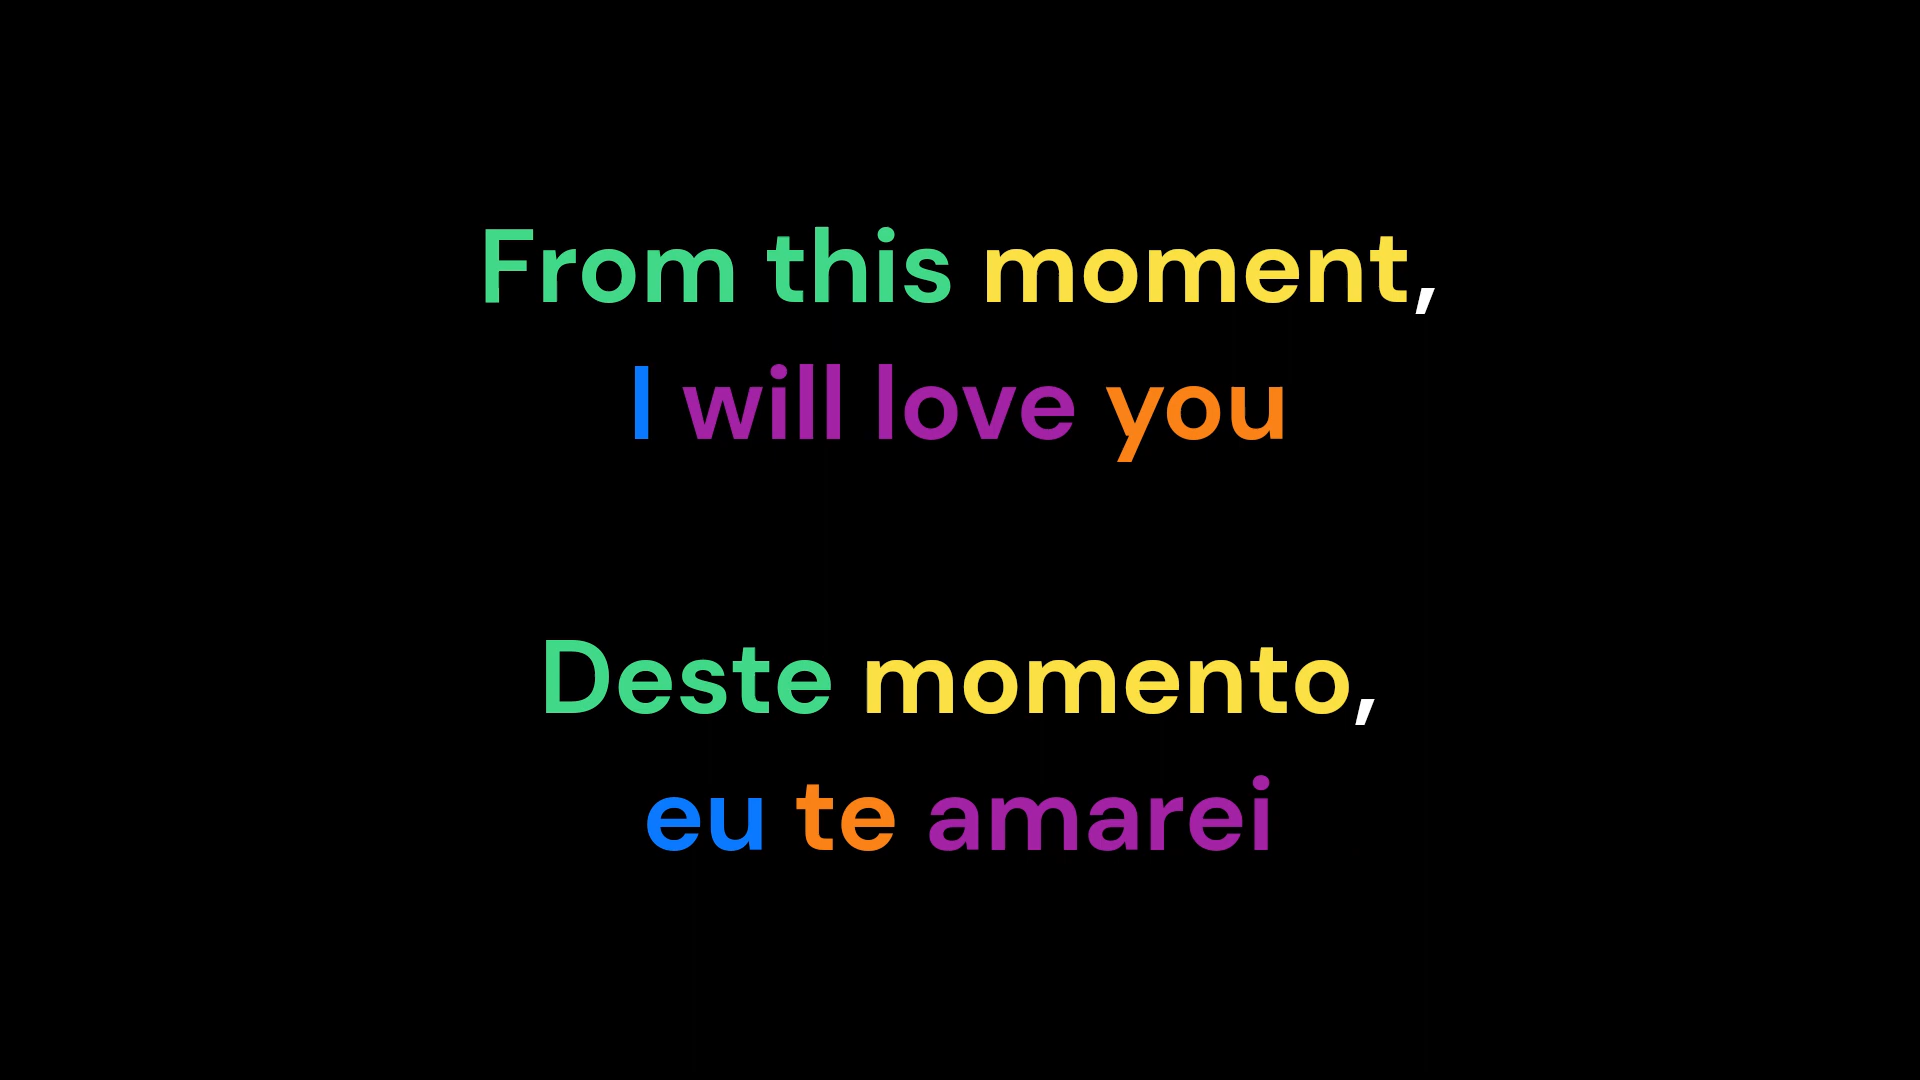 From this moment,
I will love you
Deste momento,
eu te amarei